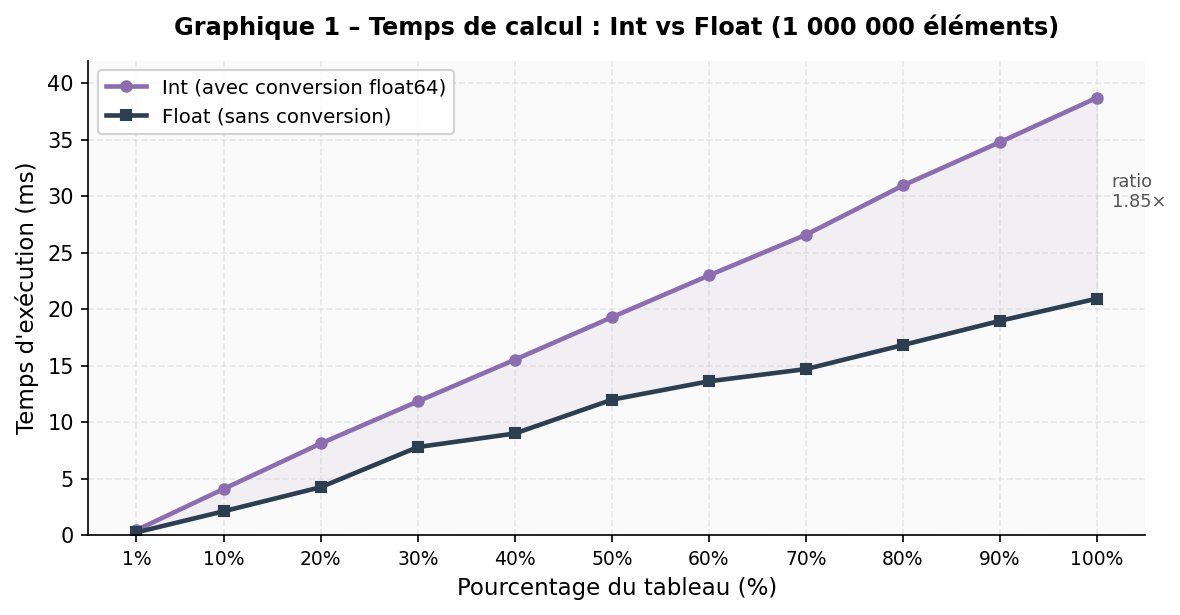 Graphique 1 – Temps de calcul : Int vs Float (1 000 000 éléments)
Int (avec conversion float64)
Float (sans conversion)
Temps d'exécution (ms)
40
35
30
25
20
15
10
5
0
ratio
1.85×
1% 10% 20% 30% 40% 50% 60% 70% 80% 90% 100%
Pourcentage du tableau (%)